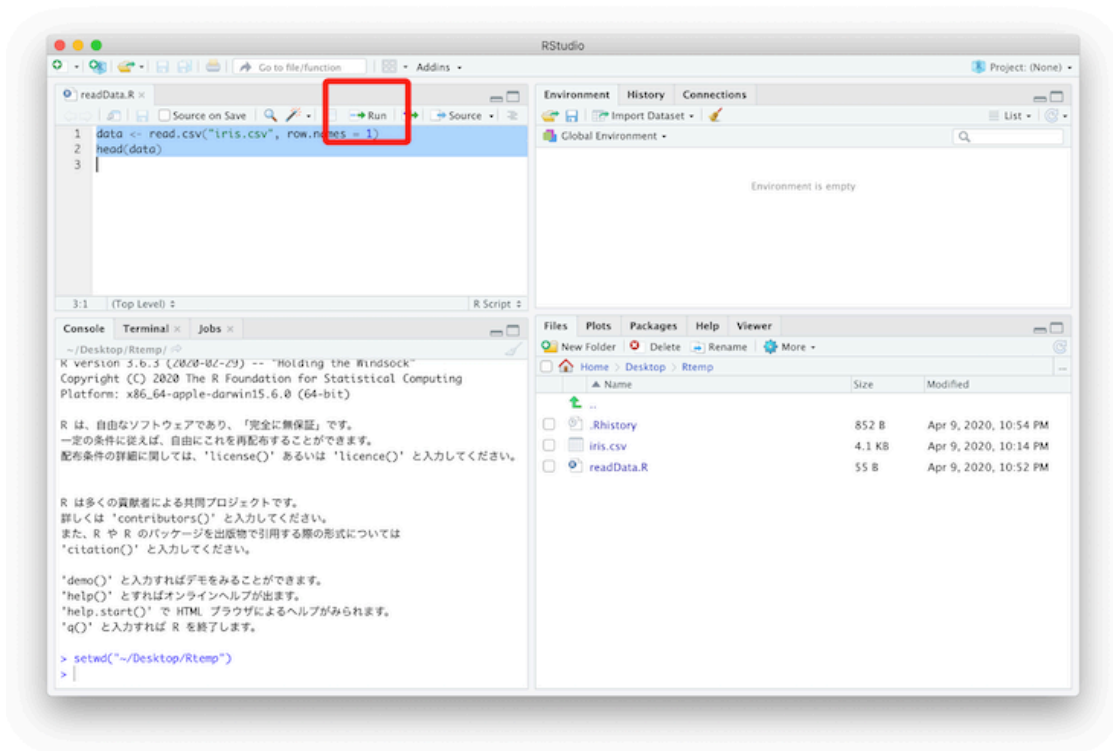 RStudio
Go to file/function
Addins
Project: (None)
readData.R
Source on Save
Run
Source
1 data <- read.csv("iris.csv", row.names = 1)
2 head(data)
3
3:1 (Top Level)
R Script
Console Terminal Jobs
~/Desktop/Rtemp/
R version 3.6.3 (2020-02-29) -- "Holding the Windsock"
Copyright (C) 2020 The R Foundation for Statistical Computing
Platform: x86_64-apple-darwin15.6.0 (64-bit)
R は、自由なソフトウェアであり、「完全に無保証」です。
一定の条件に従えば、自由にこれを再配布することができます。
配布条件の詳細に関しては、'license()' あるいは 'licence()' と入力してください。
R は多くの貢献者による共同プロジェクトです。
詳しくは 'contributors()' と入力してください。
また、R や R のパッケージを出版物で引用する際の形式については
'citation()' と入力してください。
'demo()' と入力すればデモをみることができます。
'help()' とすればオンラインヘルプが出ます。
'help.start()' で HTML ブラウザによるヘルプがみられます。
'q()' と入力すれば R を終了します。
> setwd("~/Desktop/Rtemp")
>
Environment History Connections
Import Dataset
List
Global Environment
Environment is empty
Files Plots Packages Help Viewer
New Folder Delete Rename More
Home > Desktop > Rtemp
Name Size Modified
..
.Rhistory 852 B Apr 9, 2020, 10:54 PM
iris.csv 4.1 KB Apr 9, 2020, 10:14 PM
readData.R 55 B Apr 9, 2020, 10:52 PM